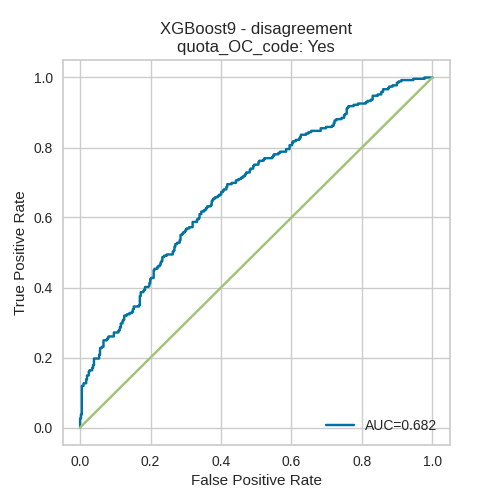 XGBoost9 - disagreement
quota_OC_code: Yes
1.0
0.8
0.6
0.4
0.2
0.0
True Positive Rate
AUC=0.682
0.0 0.2 0.4 0.6 0.8 1.0
False Positive Rate